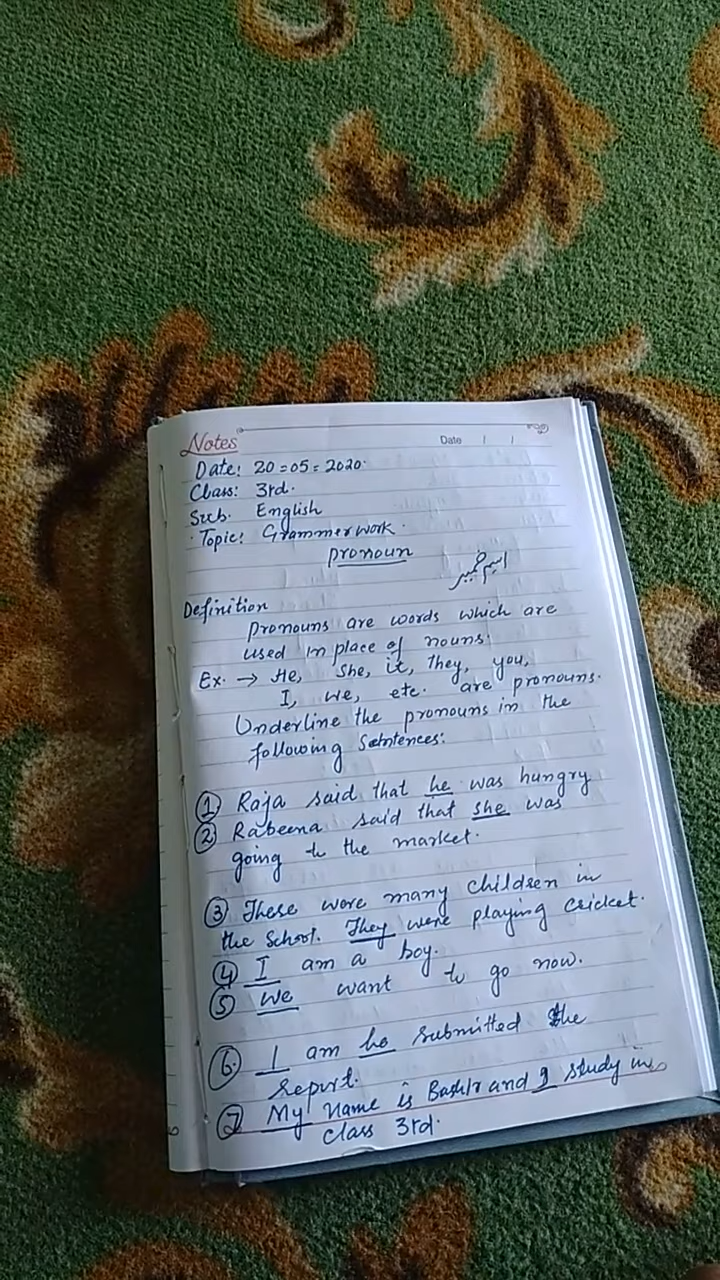 Notes
Date / /
Date: 20=05=2020.
Class: 3rd.
Sub. English
Topic: Grammer work.
pronoun
اسم ضمیر
Definition
Pronouns are words which are
used in place of nouns.
Ex. → He, She, it, They, you,
I, we, etc. are pronouns.
Underline the pronouns in the
following Sentences:
① Raja said that he was hungry
② Rabeena said that she was
going to the market.
③ These were many children in
the School. They were playing cricket.
④ I am a boy.
⑤ We want to go now.
⑥ I am he submitted the
report.
⑦ My Name is Bashir and I study in
class 3rd.